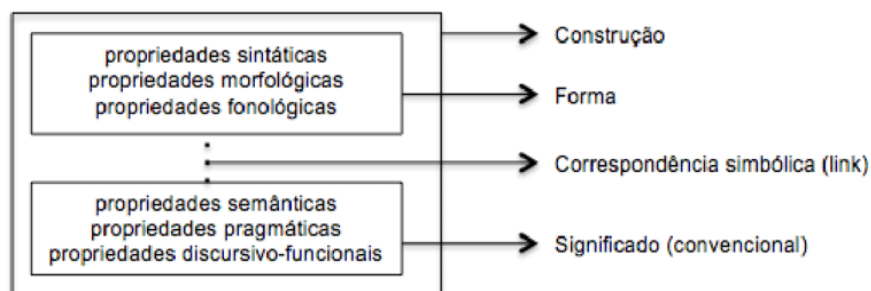 propriedades sintáticas
propriedades morfológicas
propriedades fonológicas
propriedades semânticas
propriedades pragmáticas
propriedades discursivo-funcionais
Construção
Forma
Correspondência simbólica (link)
Significado (convencional)